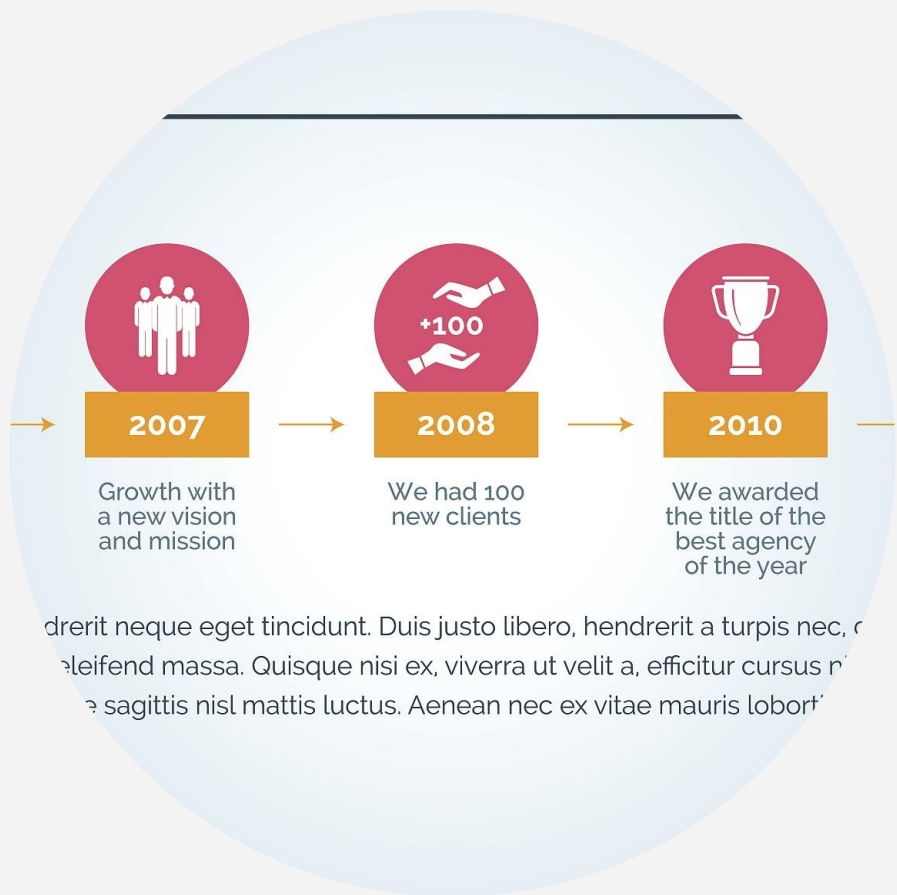 +100
2007
2008
2010
Growth with
a new vision
and mission
We had 100
new clients
We awarded
the title of the
best agency
of the year
neque eget tincidunt. Duis justo libero, hendrerit a turpis nec,
eleifend massa. Quisque nisi ex, viverra ut velit a, efficitur cursus
sagittis nisl mattis luctus. Aenean nec ex vitae mauris